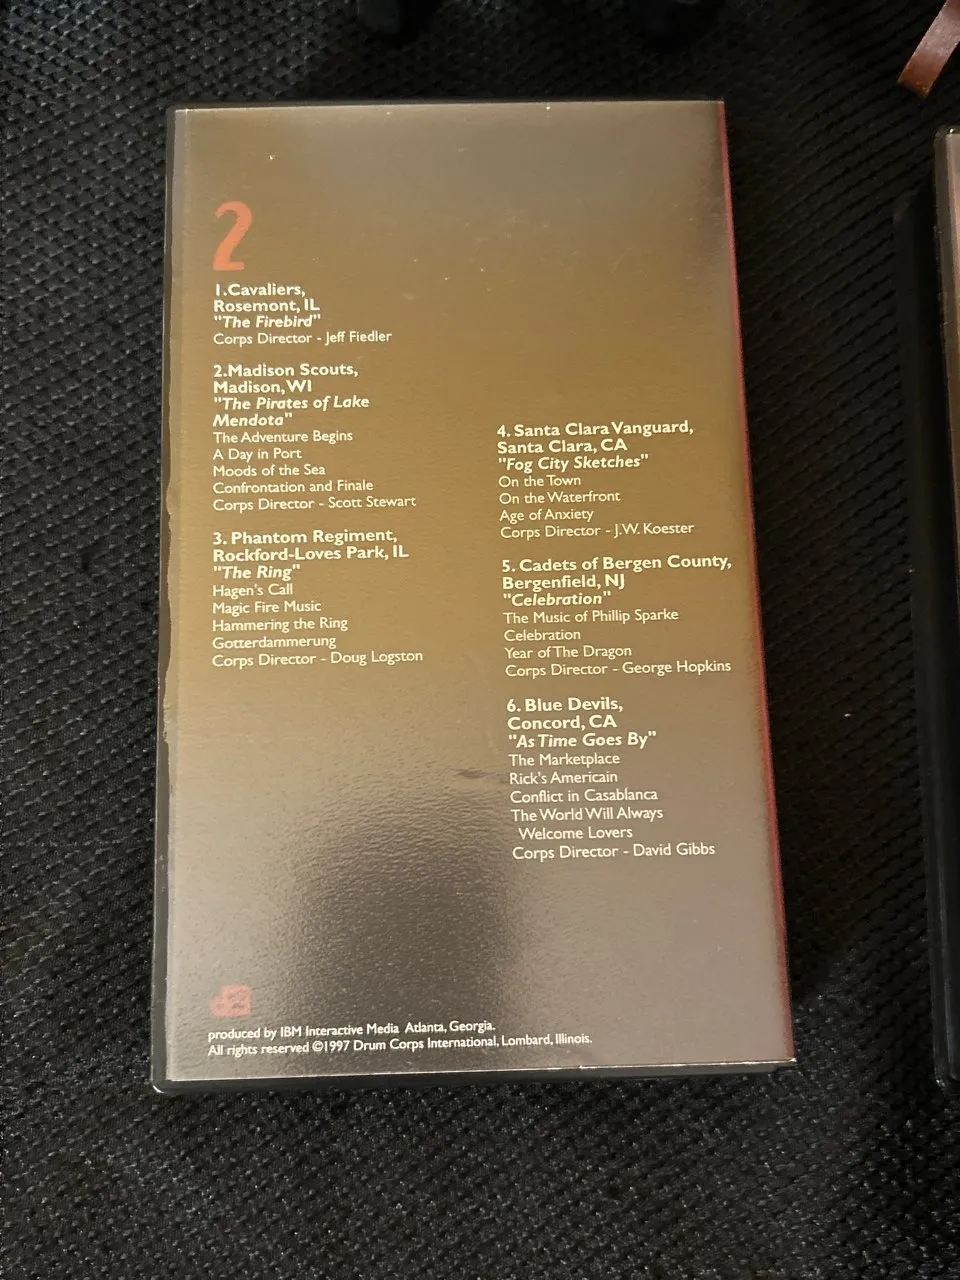 2
1.Cavaliers,
Rosemont, IL
"The Firebird"
Corps Director - Jeff Fiedler
2.Madison Scouts,
Madison, WI
"The Pirates of Lake
Mendota"
The Adventure Begins
A Day in Port
Moods of the Sea
Confrontation and Finale
Corps Director - Scott Stewart
3. Phantom Regiment,
Rockford-Loves Park, IL
"The Ring"
Hagen's Call
Magic Fire Music
Hammering the Ring
Gotterdammerung
Corps Director - Doug Logston
4. Santa Clara Vanguard,
Santa Clara, CA
"Fog City Sketches"
On the Town
On the Waterfront
Age of Anxiety
Corps Director - J.W. Koester
5. Cadets of Bergen County,
Bergenfield, NJ
"Celebration"
The Music of Phillip Sparke
Celebration
Year of The Dragon
Corps Director - George Hopkins
6. Blue Devils,
Concord, CA
"As Time Goes By"
The Marketplace
Rick's Americain
Conflict in Casablanca
The World Will Always
Welcome Lovers
Corps Director - David Gibbs
produced by IBM Interactive Media Atlanta, Georgia.
All rights reserved ©1997 Drum Corps International, Lombard, Illinois.